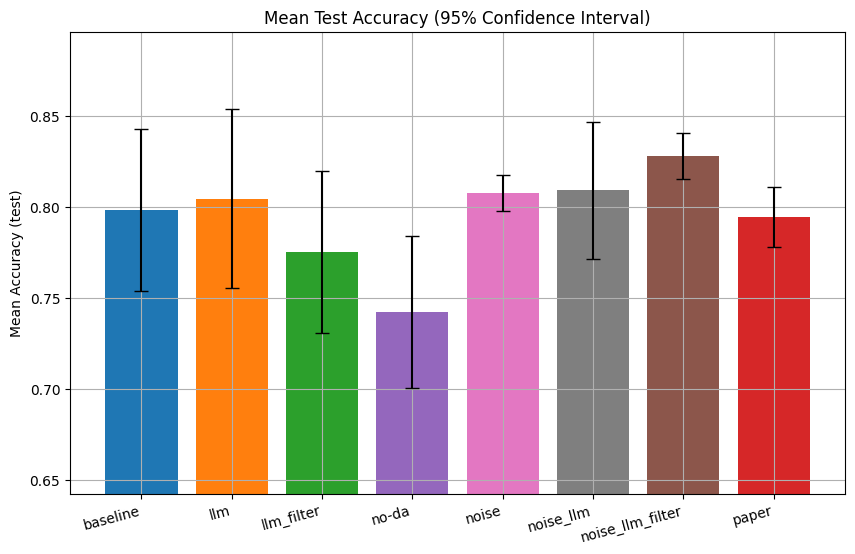 Mean Test Accuracy (95% Confidence Interval)
Mean Accuracy (test)
0.85
0.80
0.75
0.70
0.65
baseline
llm
llm_filter
no-da
noise
noise_llm
noise_llm_filter
paper